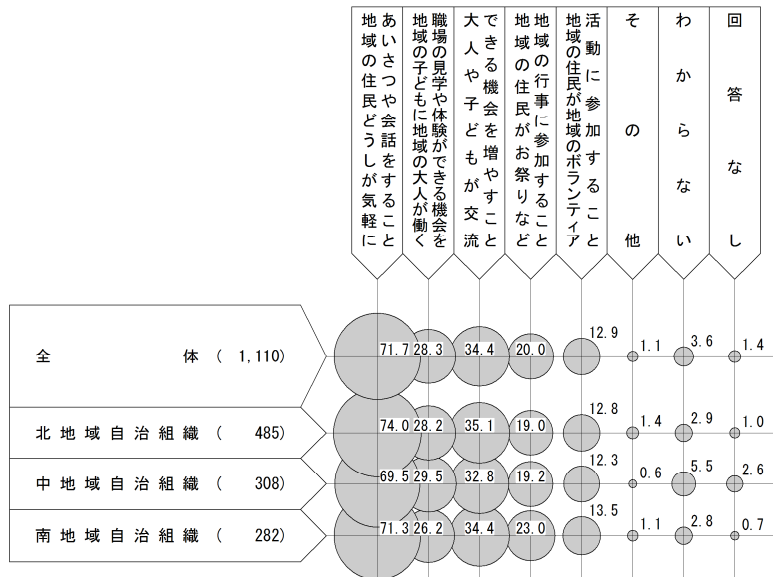 地域の住民どうしが気軽に
あいさつや会話をすること
地域の子どもに地域の大人が働く
職場の見学や体験ができる機会を
大人や子どもが交流
できる機会を増やすこと
地域の住民がお祭りなど
地域の行事に参加すること
地域の住民が地域のボランティア
活動に参加すること
その他
わからない
回答なし
全体 ( 1,110) 71.7 28.3 34.4 20.0 12.9 1.1 3.6 1.4
北地域自治組織 ( 485) 74.0 28.2 35.1 19.0 12.8 1.4 2.9 1.0
中地域自治組織 ( 308) 69.5 29.5 32.8 19.2 12.3 0.6 5.5 2.6
南地域自治組織 ( 282) 71.3 26.2 34.4 23.0 13.5 1.1 2.8 0.7